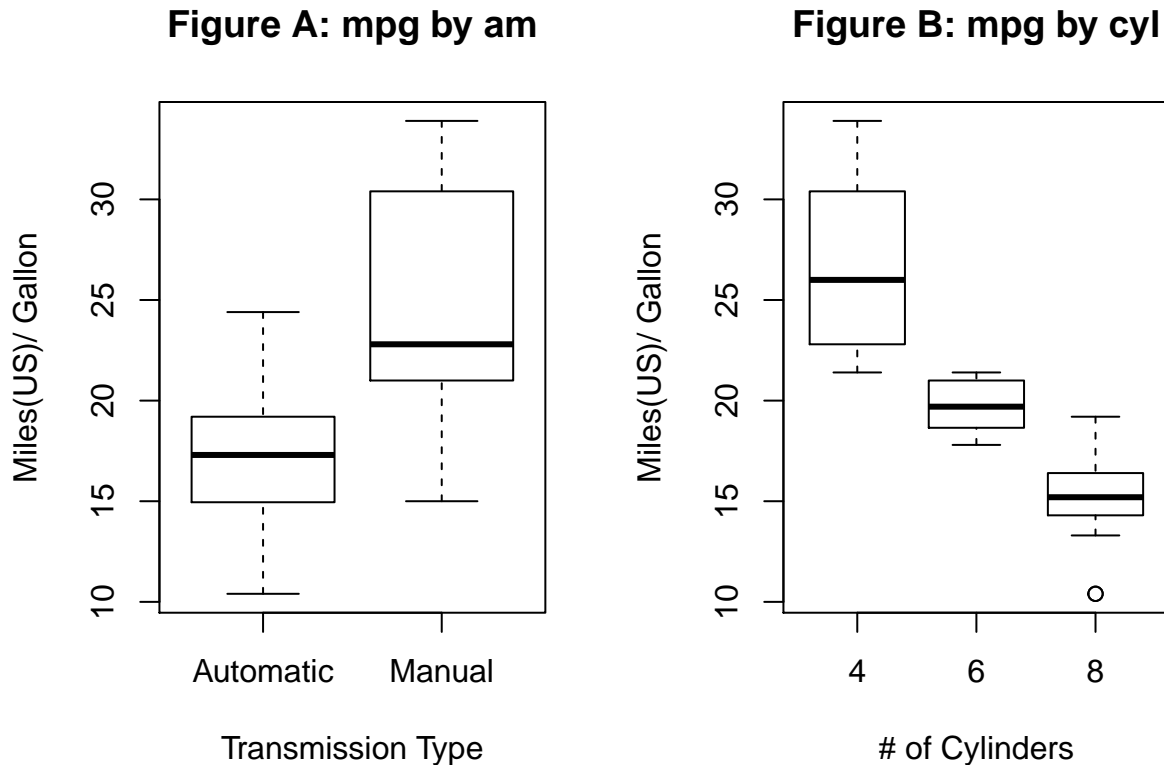 Figure A: mpg by am
Miles(US)/ Gallon
30
25
20
15
10
Automatic Manual
Transmission Type
Figure B: mpg by cyl
Miles(US)/ Gallon
30
25
20
15
10
4 6 8
# of Cylinders